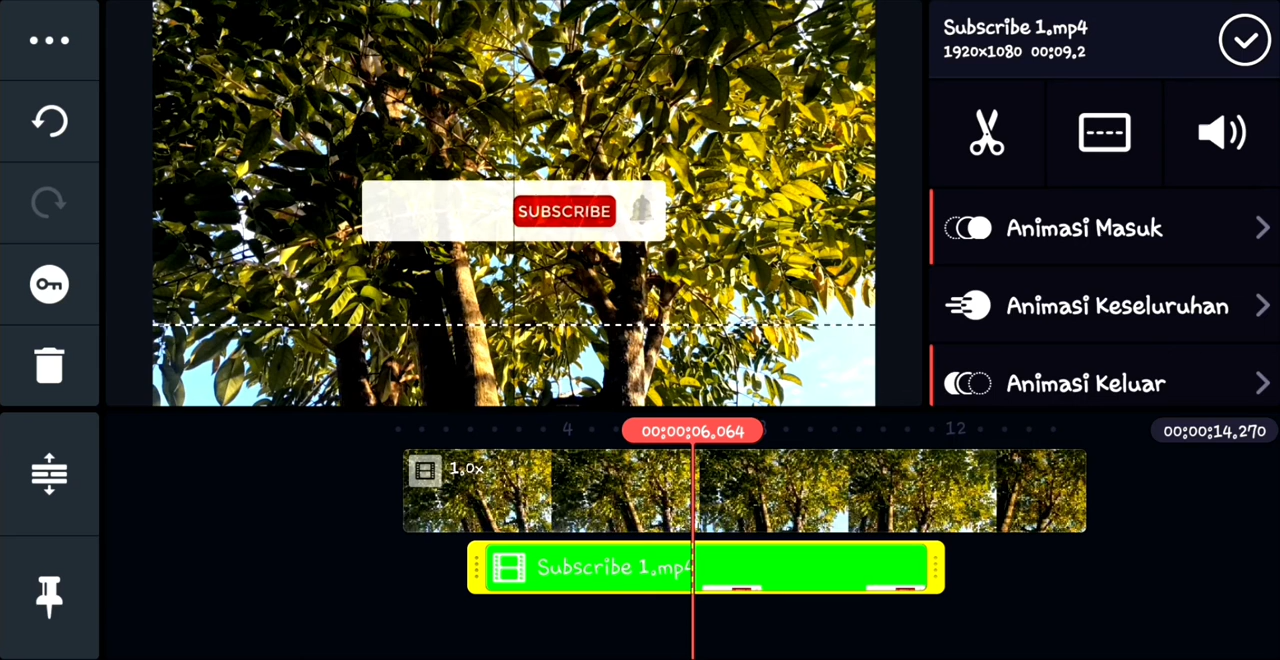 Subscribe 1.mp4
1920x1080 00:09.2
SUBSCRIBE
Animasi Masuk
Animasi Keseluruhan
Animasi Keluar
4
00:00:06.064
12
00:00:14.270
1.0x
Subscribe 1.mp4